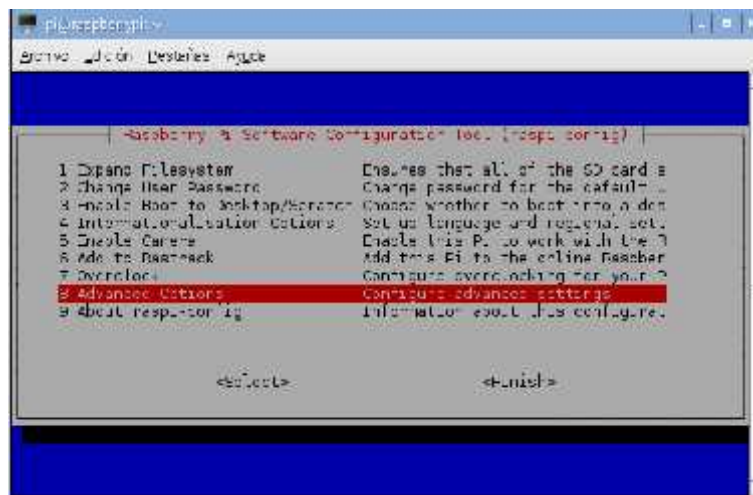 pi@raspberrypi: ~
Archivo Edición Pestañas Ayuda
Raspberry Pi Software Configuration Tool (raspi-config)
1 Expand Filesystem Ensures that all of the SD card s
2 Change User Password Change password for the default
3 Enable Boot to Desktop/Scratch Choose whether to boot into a des
4 Internationalisation Options Set up language and regional sett
5 Enable Camera Enable this Pi to work with the R
6 Add to Rastrack Add this Pi to the online Raspber
7 Overclock Configure overclocking for your P
8 Advanced Options Configure advanced settings
9 About raspi-config Information about this configurat
<Select> <Finish>